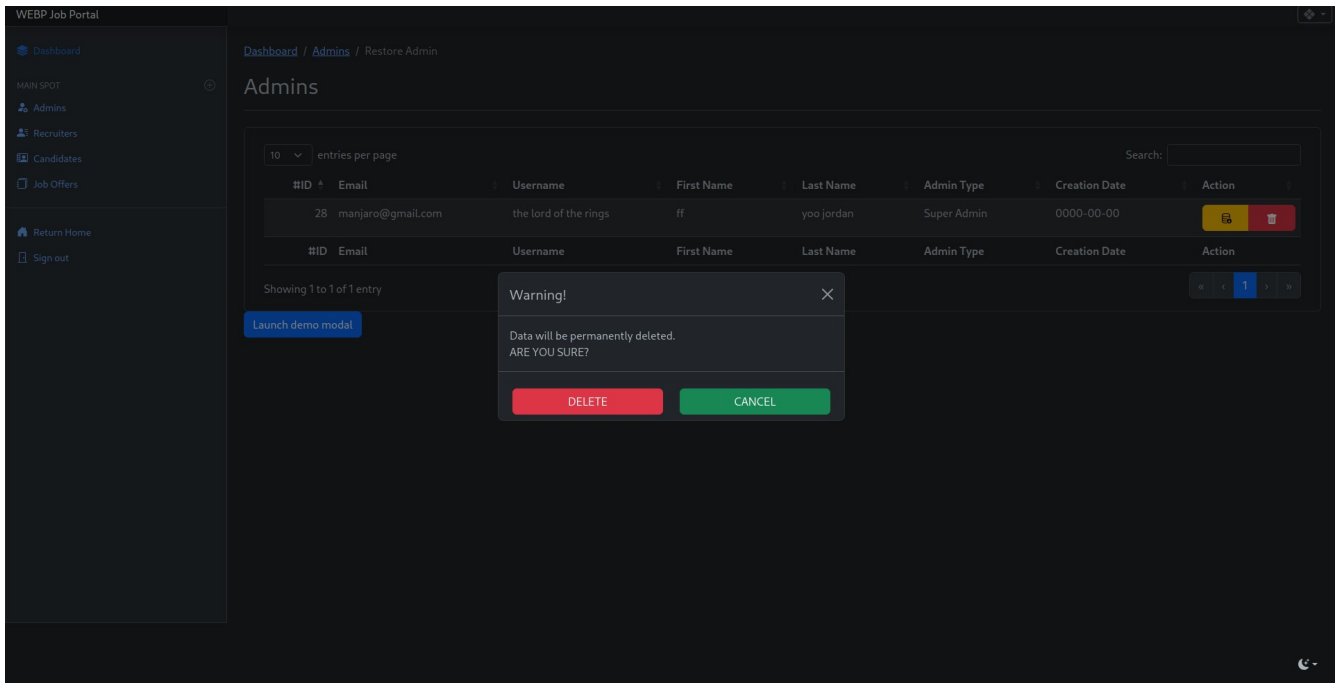 WEBP Job Portal
Dashboard
Dashboard / Admins / Restore Admin
MAIN SPOT
Admins
Admins
Recruiters
Candidates
Job Offers
Return Home
Sign out
10 entries per page
Search:
#ID Email Username First Name Last Name Admin Type Creation Date Action
28 manjaro@gmail.com the lord of the rings ff yoo jordan Super Admin 0000-00-00
#ID Email Username First Name Last Name Admin Type Creation Date Action
Showing 1 to 1 of 1 entry
« ‹ 1 › »
Launch demo modal
Warning!
Data will be permanently deleted.
ARE YOU SURE?
DELETE CANCEL